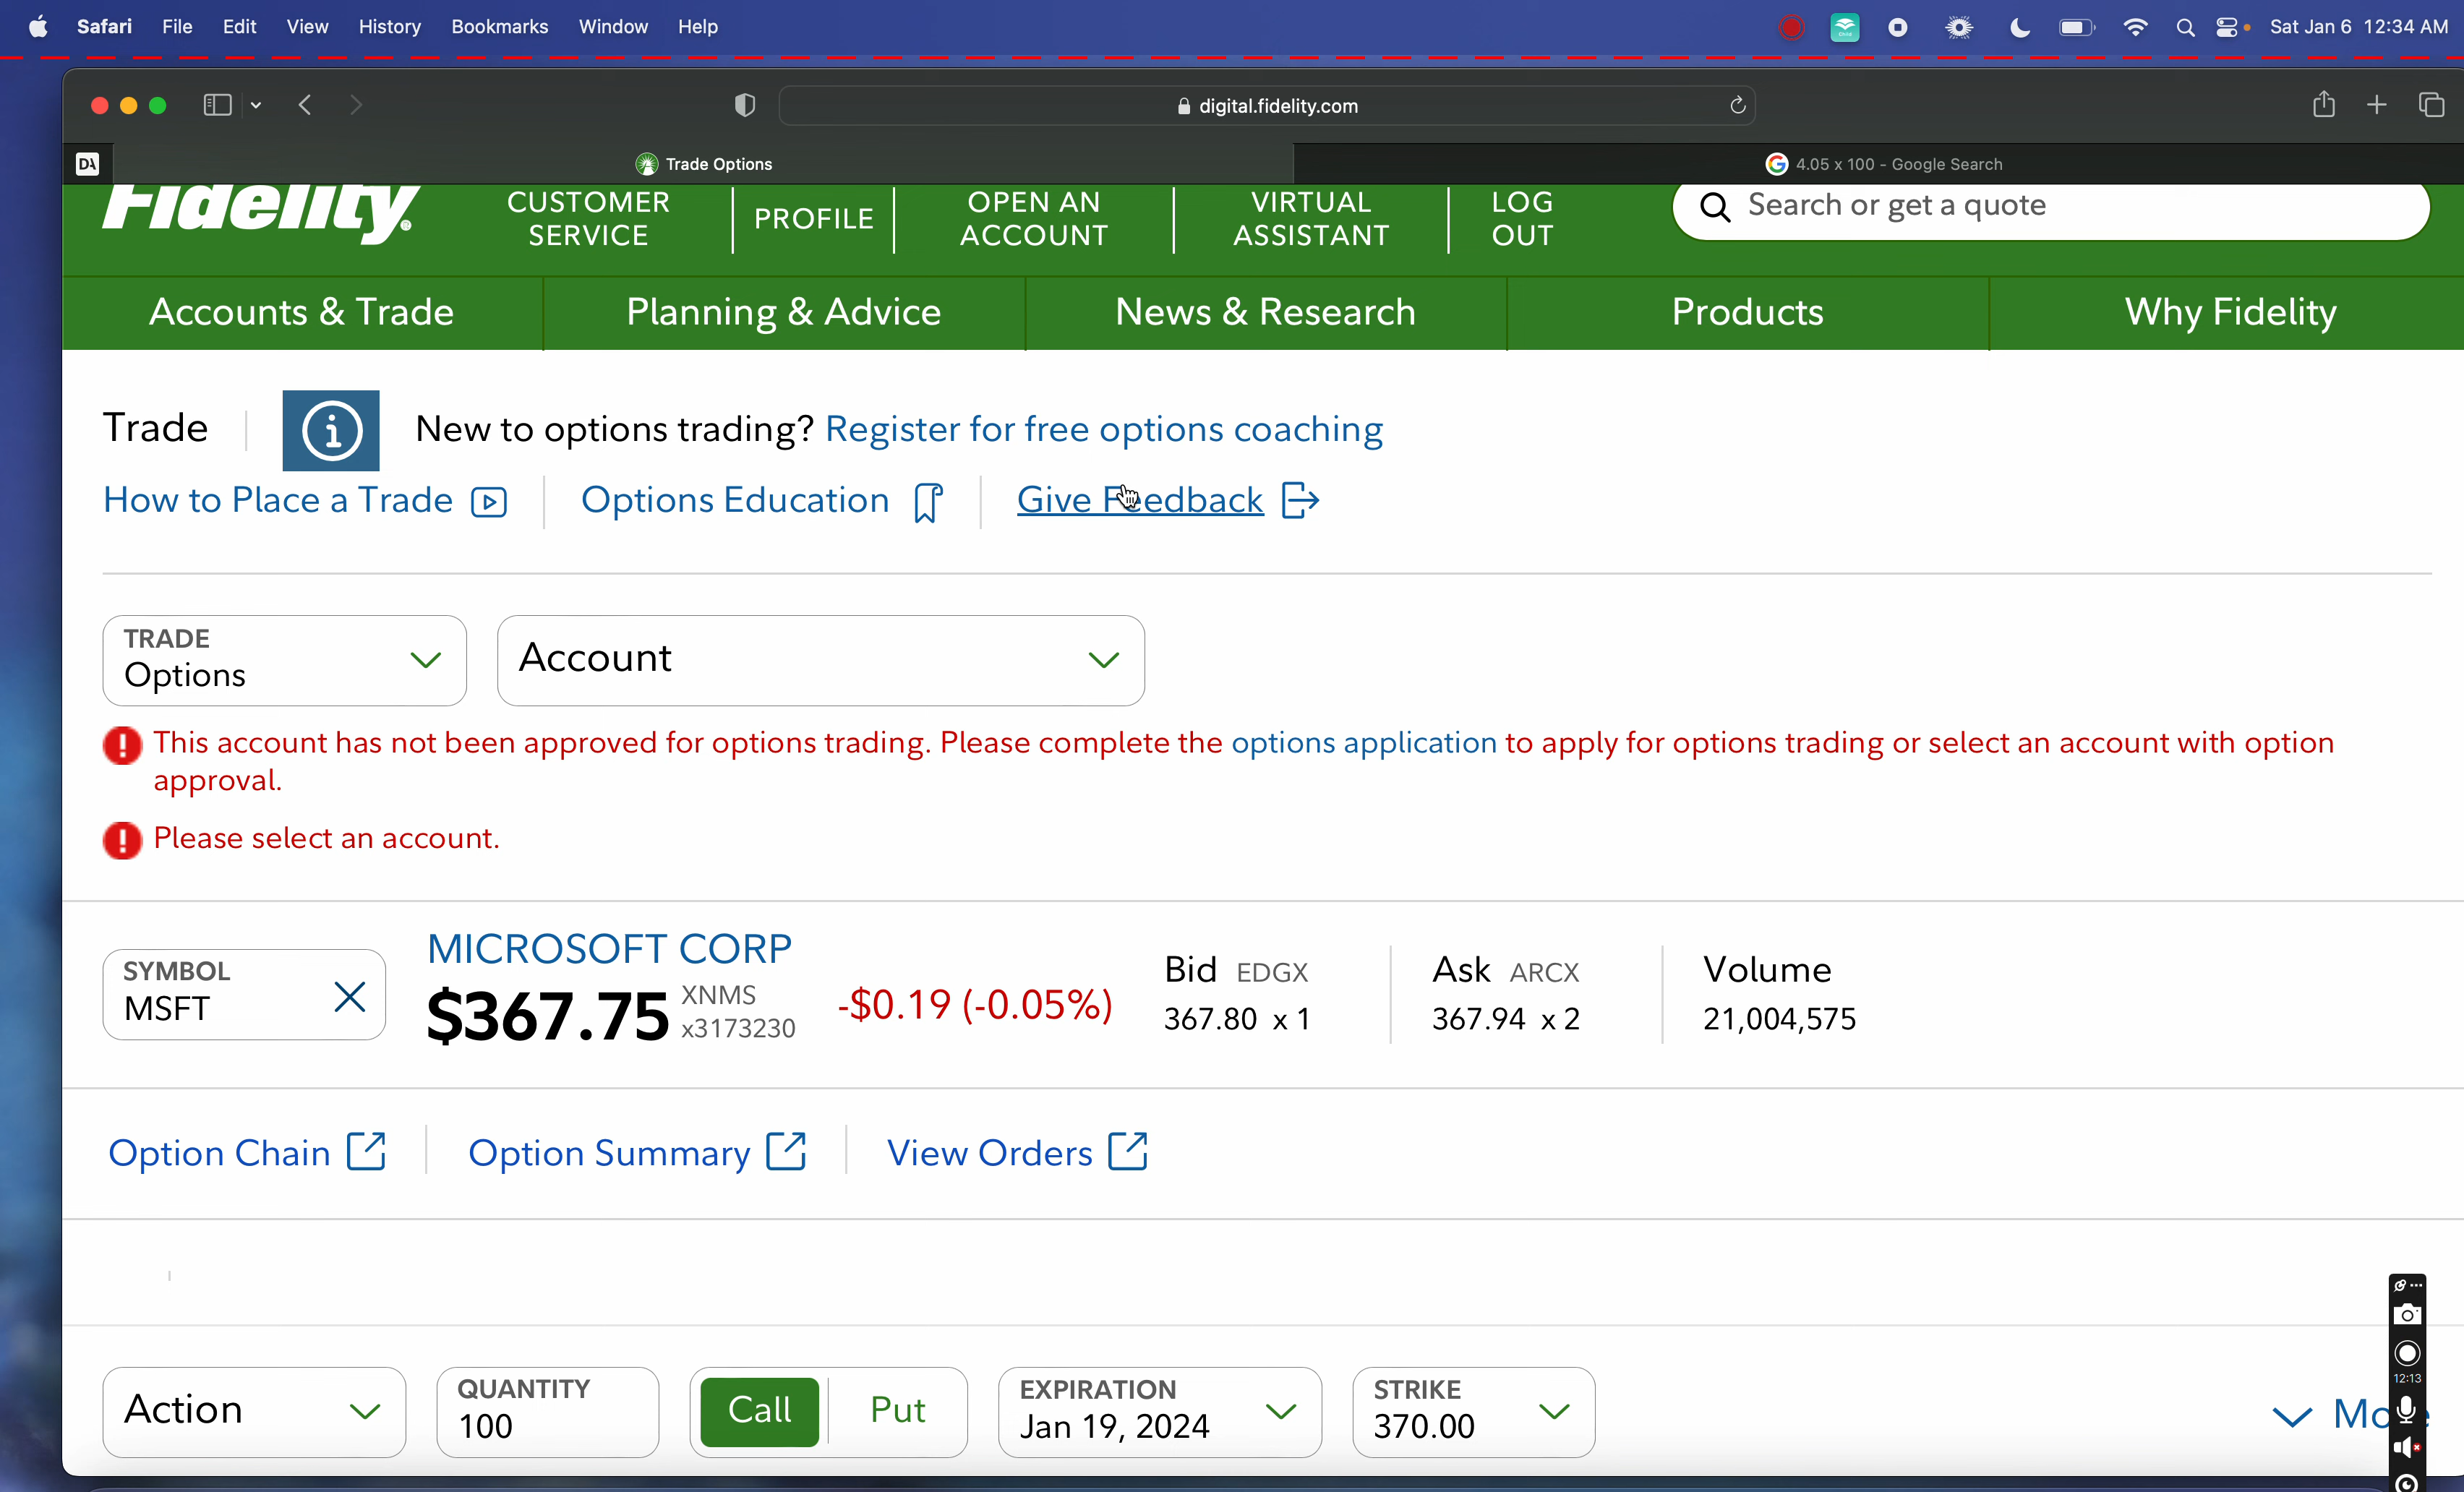 Safari File Edit View History Bookmarks Window Help Sat Jan 6 12:34 AM
digital.fidelity.com
DA Trade Options 4.05 x 100 - Google Search
Fidelity
CUSTOMER SERVICE PROFILE OPEN AN ACCOUNT VIRTUAL ASSISTANT LOG OUT Search or get a quote
Accounts & Trade Planning & Advice News & Research Products Why Fidelity
Trade New to options trading? Register for free options coaching
How to Place a Trade Options Education Give Feedback
TRADE
Options Account
This account has not been approved for options trading. Please complete the options application to apply for options trading or select an account with option
approval.
Please select an account.
MICROSOFT CORP
SYMBOL
MSFT
$367.75 XNMS
x3173230
-$0.19 (-0.05%)
Bid EDGX
367.80 x 1
Ask ARCX
367.94 x 2
Volume
21,004,575
Option Chain Option Summary View Orders
Action
QUANTITY
100
Call Put
EXPIRATION
Jan 19, 2024
STRIKE
370.00
12:13